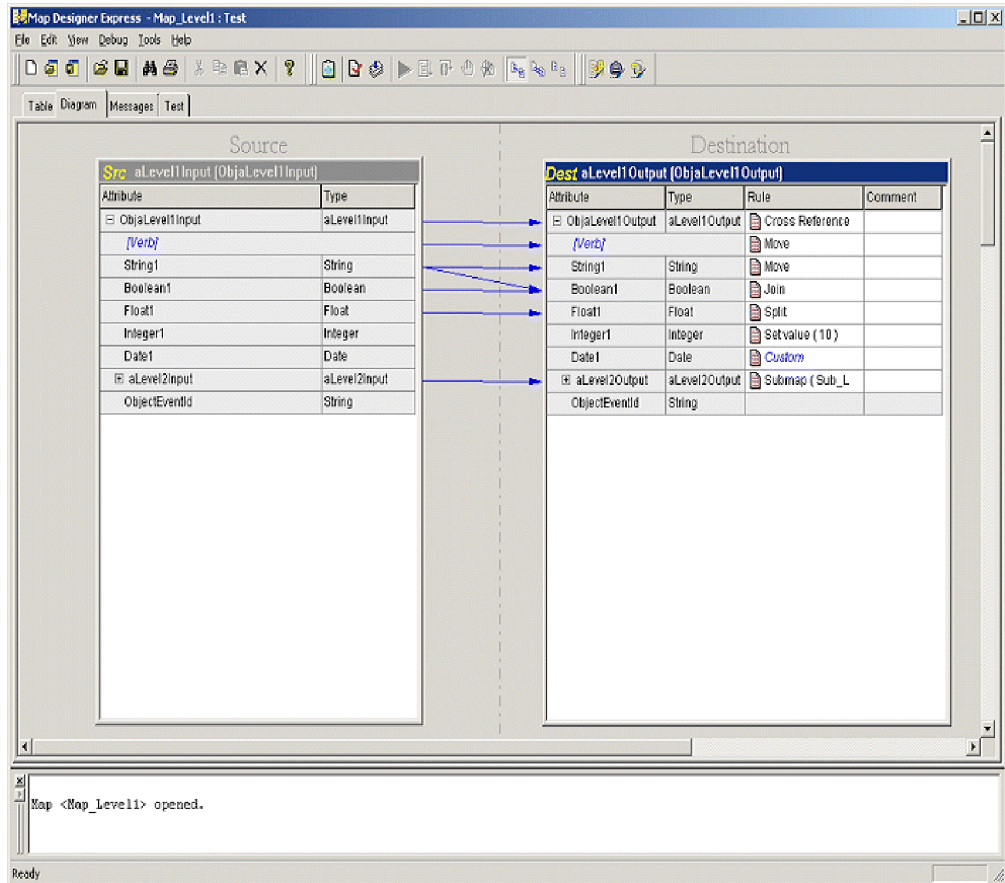 Map Designer Express - Map_Level1 : Test
File Edit View Debug Tools Help
Table Diagram Messages Test
Source Destination
Src aLevel1Input (ObjaLevel1Input)
Attribute Type
ObjaLevel1Input aLevel1Input
[Verb]
String1 String
Boolean1 Boolean
Float1 Float
Integer1 Integer
Date1 Date
aLevel2Input aLevel2Input
ObjectEventId String
Dest aLevel1Output (ObjaLevel1Output)
Attribute Type Rule Comment
ObjaLevel1Output aLevel1Output Cross Reference
[Verb] Move
String1 String Move
Boolean1 Boolean Join
Float1 Float Split
Integer1 Integer Setvalue ( 10 )
Date1 Date Custom
aLevel2Output aLevel2Output Submap ( Sub_L
ObjectEventId String
Map <Map_Level1> opened.
Ready